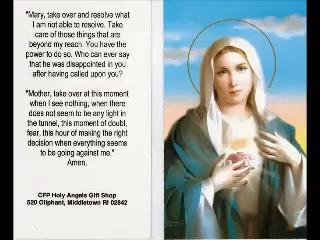 "Mary, take over and resolve what
I am not able to resolve. Take
care of those things that are
beyond my reach. You have the
power to do so. Who can ever say
that he was disappointed in you
after having called upon you?
"Mother, take over at this moment
when I see nothing, when there
does not seem to be any light in
the tunnel, this moment of doubt,
fear, this hour of making the right
decision when everything seems
to be going against me."
Amen.
CFP Holy Angels Gift Shop
520 Oliphant, Middletown RI 02842